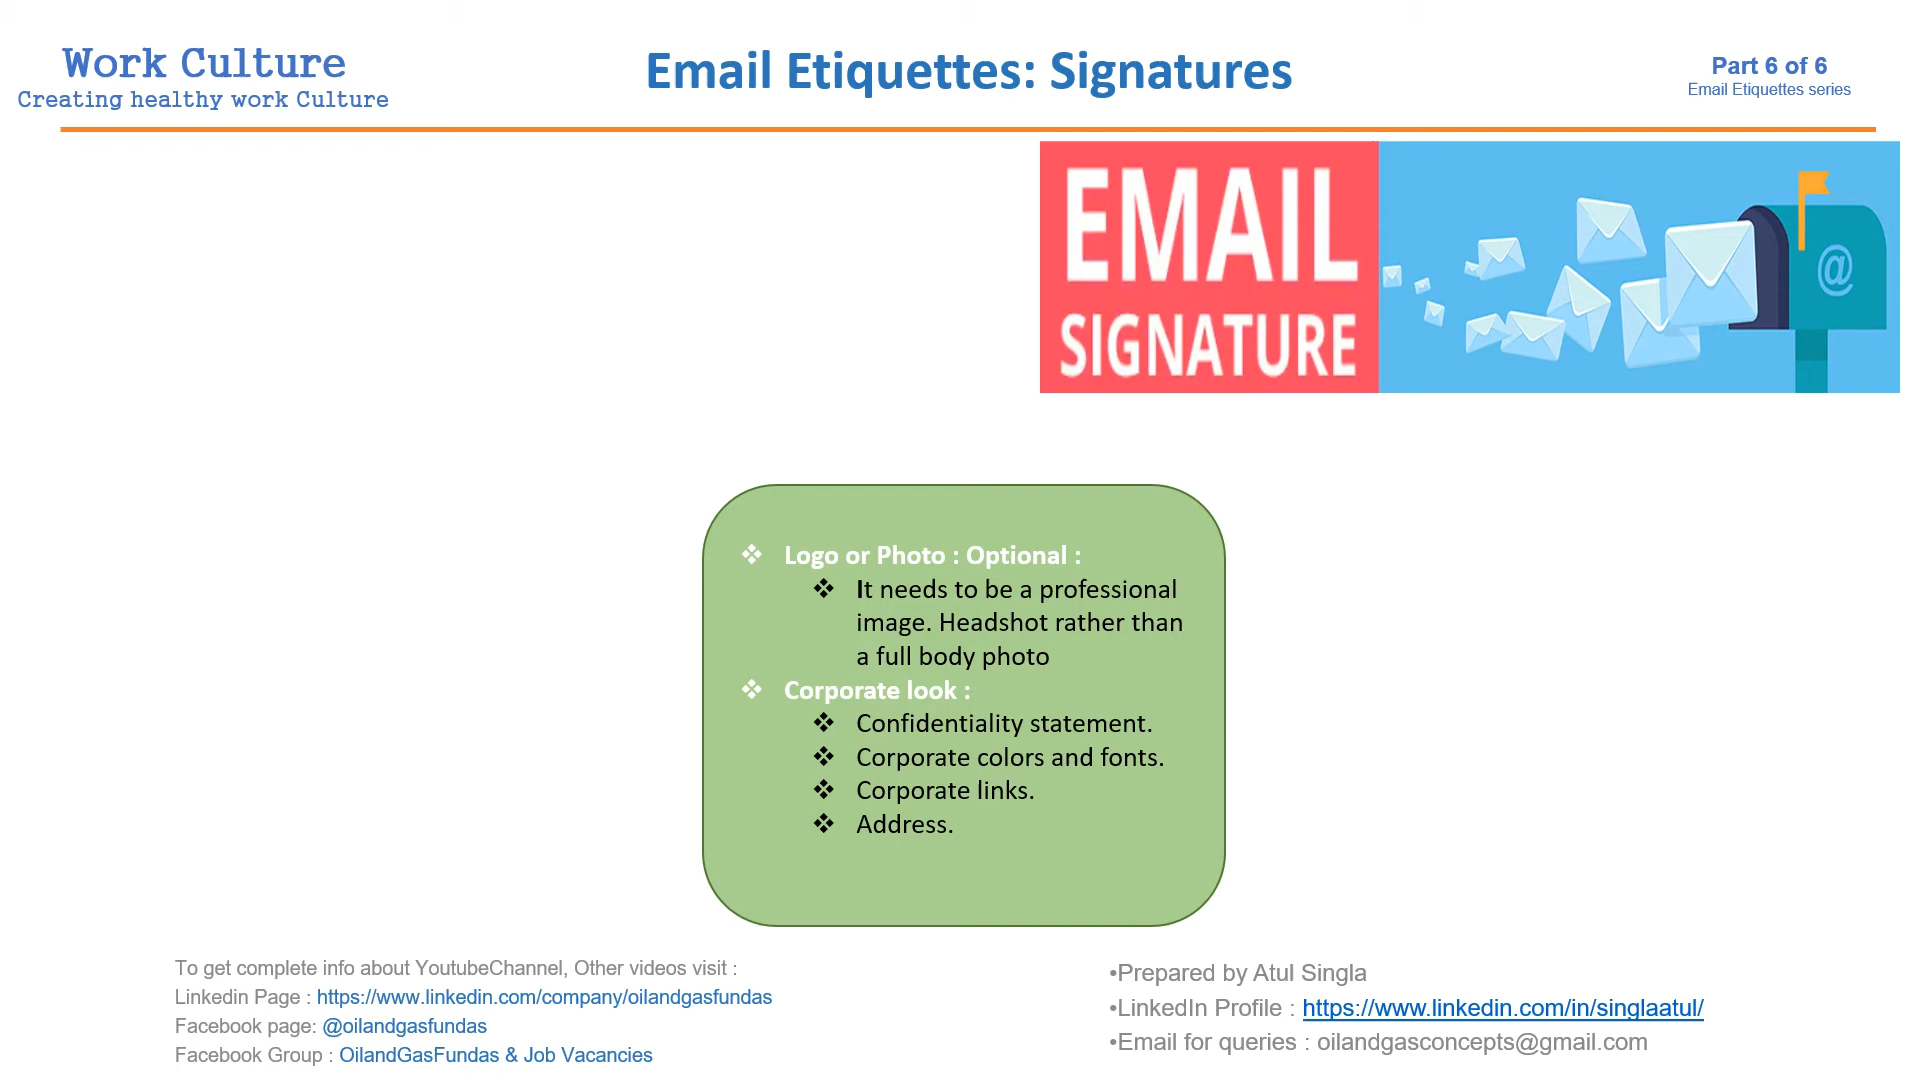 Work Culture
Creating healthy work Culture
Email Etiquettes: Signatures
Part 6 of 6
Email Etiquettes series
EMAIL
SIGNATURE
@
❖ Logo or Photo : Optional :
❖ It needs to be a professional
image. Headshot rather than
a full body photo
❖ Corporate look :
❖ Confidentiality statement.
❖ Corporate colors and fonts.
❖ Corporate links.
❖ Address.
To get complete info about YoutubeChannel, Other videos visit :
Linkedin Page : https://www.linkedin.com/company/oilandgasfundas
Facebook page: @oilandgasfundas
Facebook Group : OilandGasFundas & Job Vacancies
•Prepared by Atul Singla
•LinkedIn Profile : https://www.linkedin.com/in/singlaatul/
•Email for queries : oilandgasconcepts@gmail.com